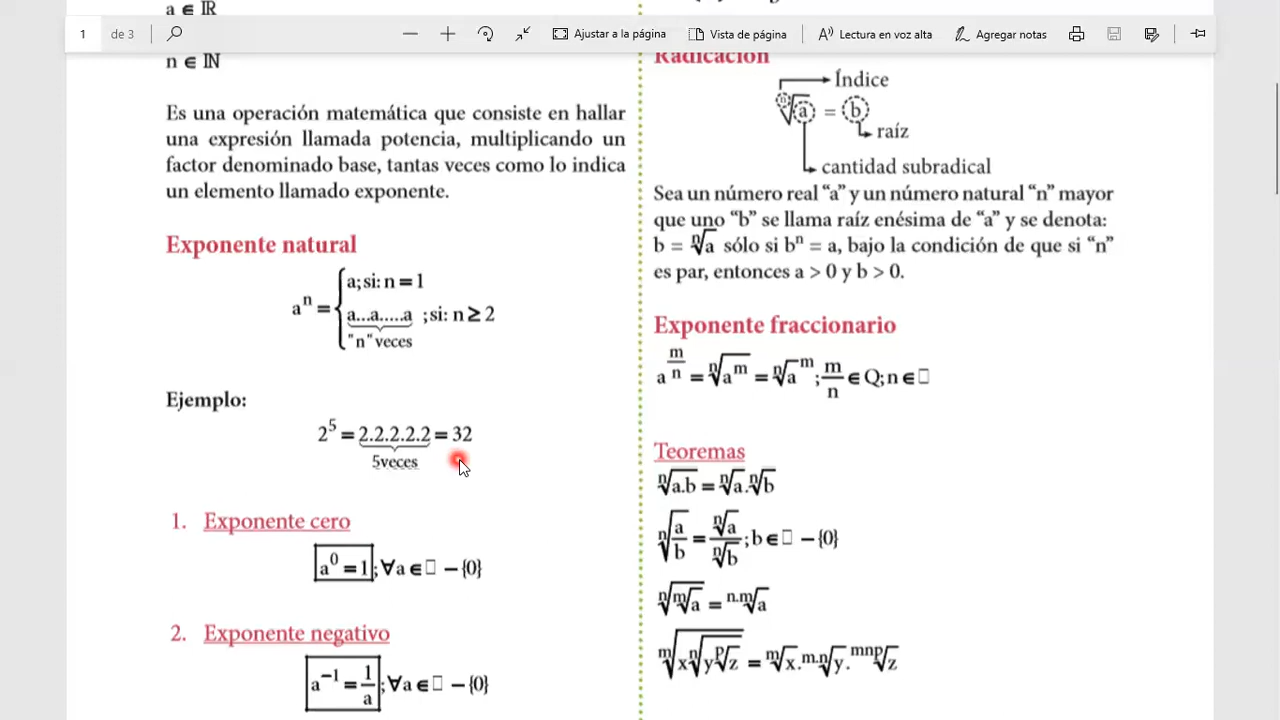 a ∈ ℝ
1 de 3 Ajustar a la página Vista de página Lectura en voz alta Agregar notas
n ∈ ℕ
Es una operación matemática que consiste en hallar
una expresión llamada potencia, multiplicando un
factor denominado base, tantas veces como lo indica
un elemento llamado exponente.
Exponente natural
aⁿ = { a; si: n = 1
a...a.....a ; si: n ≥ 2
"n" veces
Ejemplo:
2⁵ = 2.2.2.2.2 = 32
5veces
1. Exponente cero
a⁰ = 1; ∀a ∈ □ − {0}
2. Exponente negativo
a⁻¹ = 1/a; ∀a ∈ □ − {0}
Radicación
Índice
ⁿ√a = b
raíz
cantidad subradical
Sea un número real “a” y un número natural “n” mayor
que uno “b” se llama raíz enésima de “a” y se denota:
b = ⁿ√a sólo si bⁿ = a, bajo la condición de que si “n”
es par, entonces a > 0 y b > 0.
Exponente fraccionario
a^(m/n) = ⁿ√(a^m) = ⁿ√a^m; m/n ∈ Q; n ∈ □
Teoremas
ⁿ√(a.b) = ⁿ√a.ⁿ√b
ⁿ√(a/b) = ⁿ√a/ⁿ√b; b ∈ □ − {0}
ⁿ√(ᵐ√a) = ⁿ·ᵐ√a
ᵐ√(xⁿ√(yᵖ√z)) = ᵐ√x.ᵐ·ⁿ√y.ᵐⁿᵖ√z